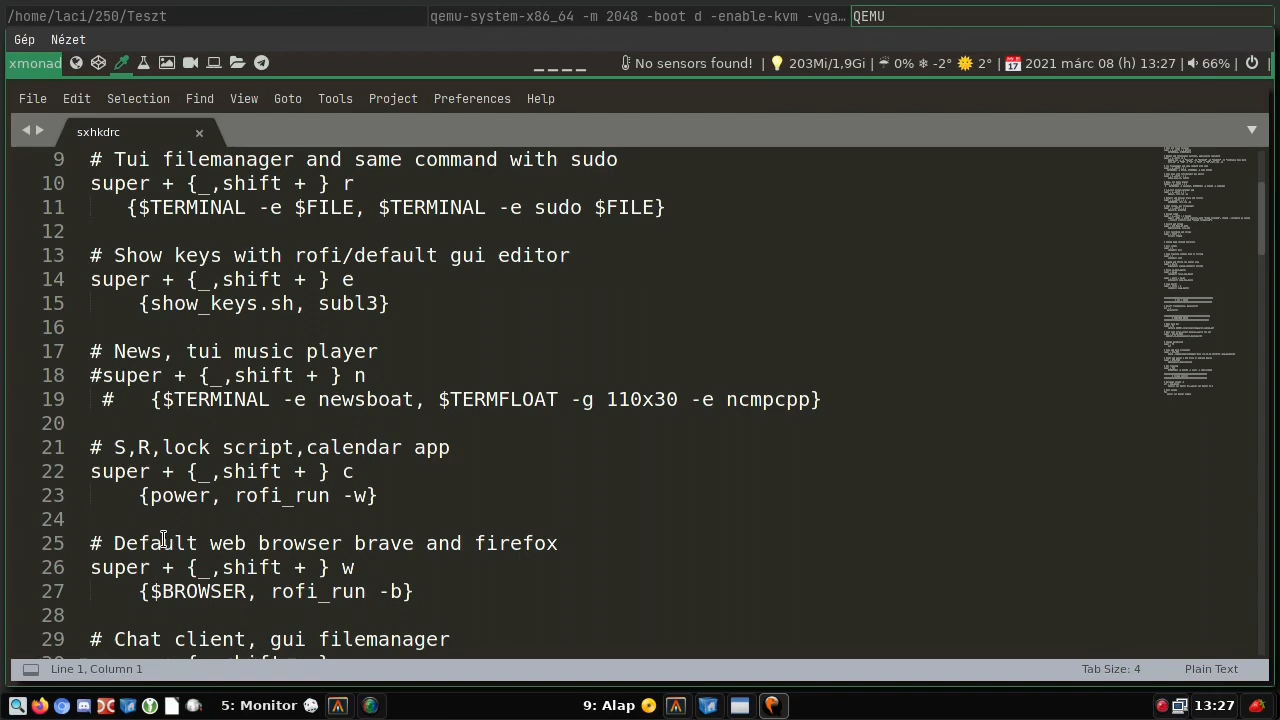 /home/laci/250/Teszt
qemu-system-x86_64 -m 2048 -boot d -enable-kvm -vga…
QEMU
Gép Nézet
xmonad
No sensors found! | 203Mi/1,9Gi | 0% -2° 2° | 2021 márc 08 (h) 13:27 | 66% | |
File Edit Selection Find View Goto Tools Project Preferences Help
sxhkdrc ×
9 # Tui filemanager and same command with sudo
10 super + {_,shift + } r
11 {$TERMINAL -e $FILE, $TERMINAL -e sudo $FILE}
12
13 # Show keys with rofi/default gui editor
14 super + {_,shift + } e
15 {show_keys.sh, subl3}
16
17 # News, tui music player
18 #super + {_,shift + } n
19 # {$TERMINAL -e newsboat, $TERMFLOAT -g 110x30 -e ncmpcpp}
20
21 # S,R,lock script,calendar app
22 super + {_,shift + } c
23 {power, rofi_run -w}
24
25 # Default web browser brave and firefox
26 super + {_,shift + } w
27 {$BROWSER, rofi_run -b}
28
29 # Chat client, gui filemanager
Line 1, Column 1
Tab Size: 4 Plain Text
5: Monitor
9: Alap
13:27